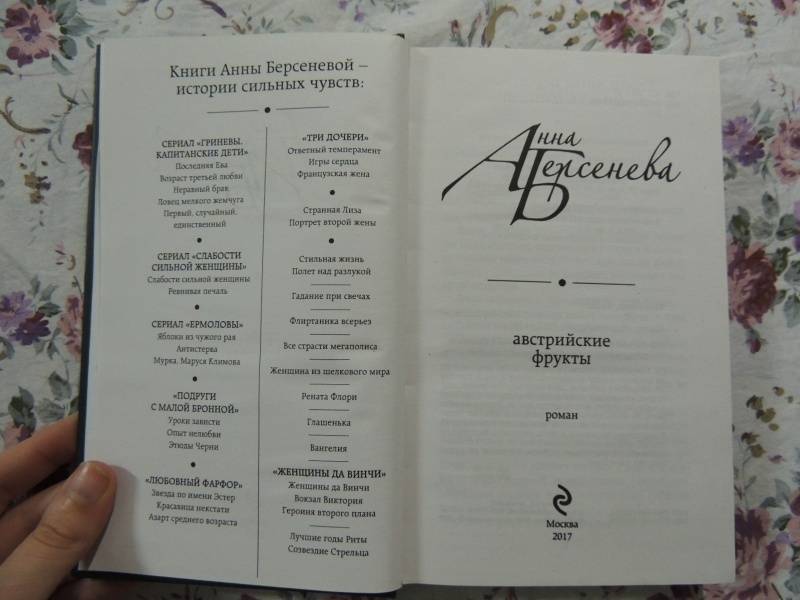 Книги Анны Берсеневой –
истории сильных чувств:
СЕРИАЛ «ГРИНЕВЫ.
КАПИТАНСКИЕ ДЕТИ»
Последняя Ева
Возраст третьей любви
Неравный брак
Ловец мелкого жемчуга
Первый, случайный,
единственный
СЕРИАЛ «СЛАБОСТИ
СИЛЬНОЙ ЖЕНЩИНЫ»
Слабости сильной женщины
Ревнивая печаль
СЕРИАЛ «ЕРМОЛОВЫ»
Яблоки из чужого рая
Антистерва
Мурка, Маруся Климова
«ПОДРУГИ
С МАЛОЙ БРОННОЙ»
Уроки зависти
Опыт нелюбви
Этюды Черни
«ЛЮБОВНЫЙ ФАРФОР»
Звезда по имени Эстер
Красавица некстати
Азарт среднего возраста
«ТРИ ДОЧЕРИ»
Ответный темперамент
Игры сердца
Французская жена
Странная Лиза
Портрет второй жены
Стильная жизнь
Полет над разлукой
Гадание при свечах
Флиртаника всерьез
Все страсти мегаполиса
Женщина из шелкового мира
Рената Флори
Глашенька
Вангелия
«ЖЕНЩИНЫ ДА ВИНЧИ»
Женщины да Винчи
Вокзал Виктория
Героиня второго плана
Лучшие годы Риты
Созвездие Стрельца
Анна
Берсенева
австрийские
фрукты
роман
Москва
2017